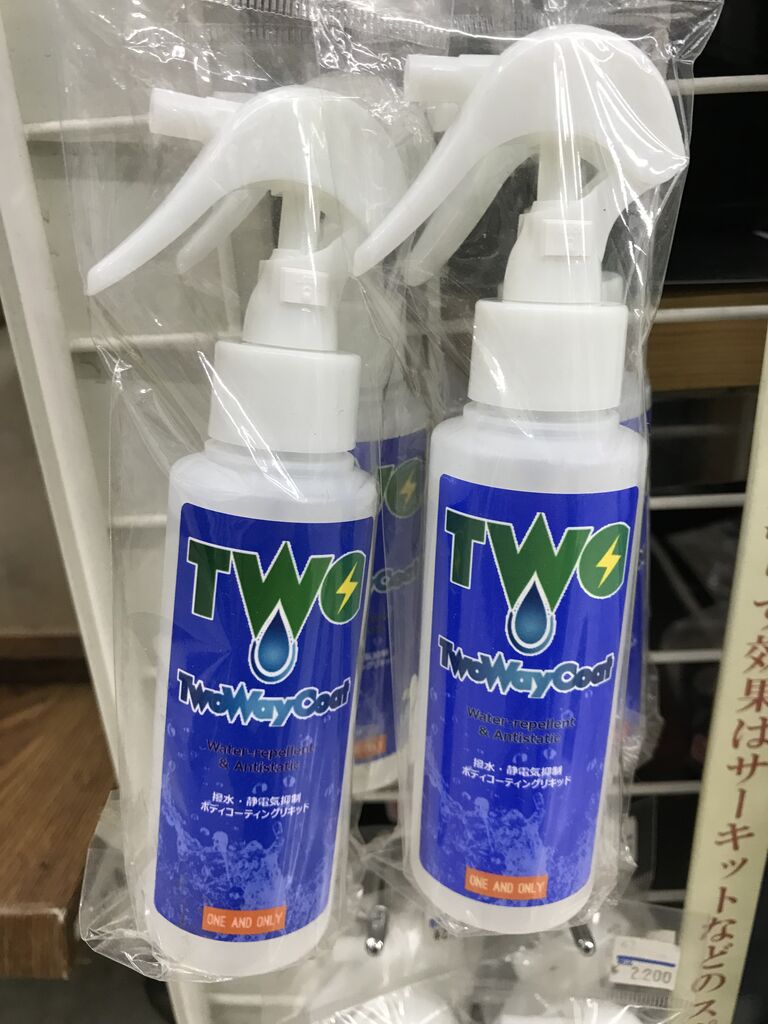 TWO
TwoWayCoat
Water-repellent
& Antistatic
撥水・静電気抑制
ボディコーティングリキッド
ONE AND ONLY
TWO
TwoWayCoat
Water-repellent
& Antistatic
撥水・静電気抑制
ボディコーティングリキッド
ONE AND ONLY
2,200
て効果はサーキットなどのス